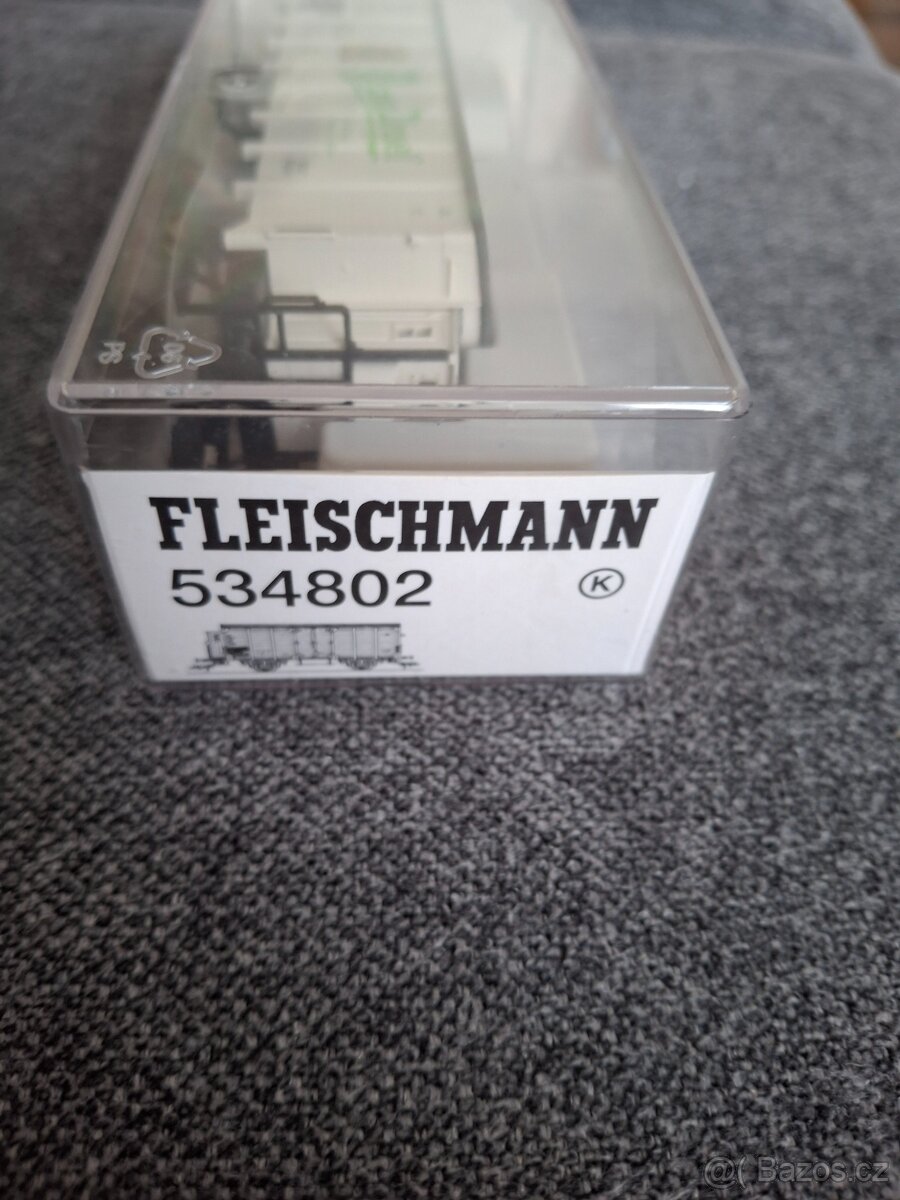 FLEISCHMANN
534802
K
@( Bazos.cz